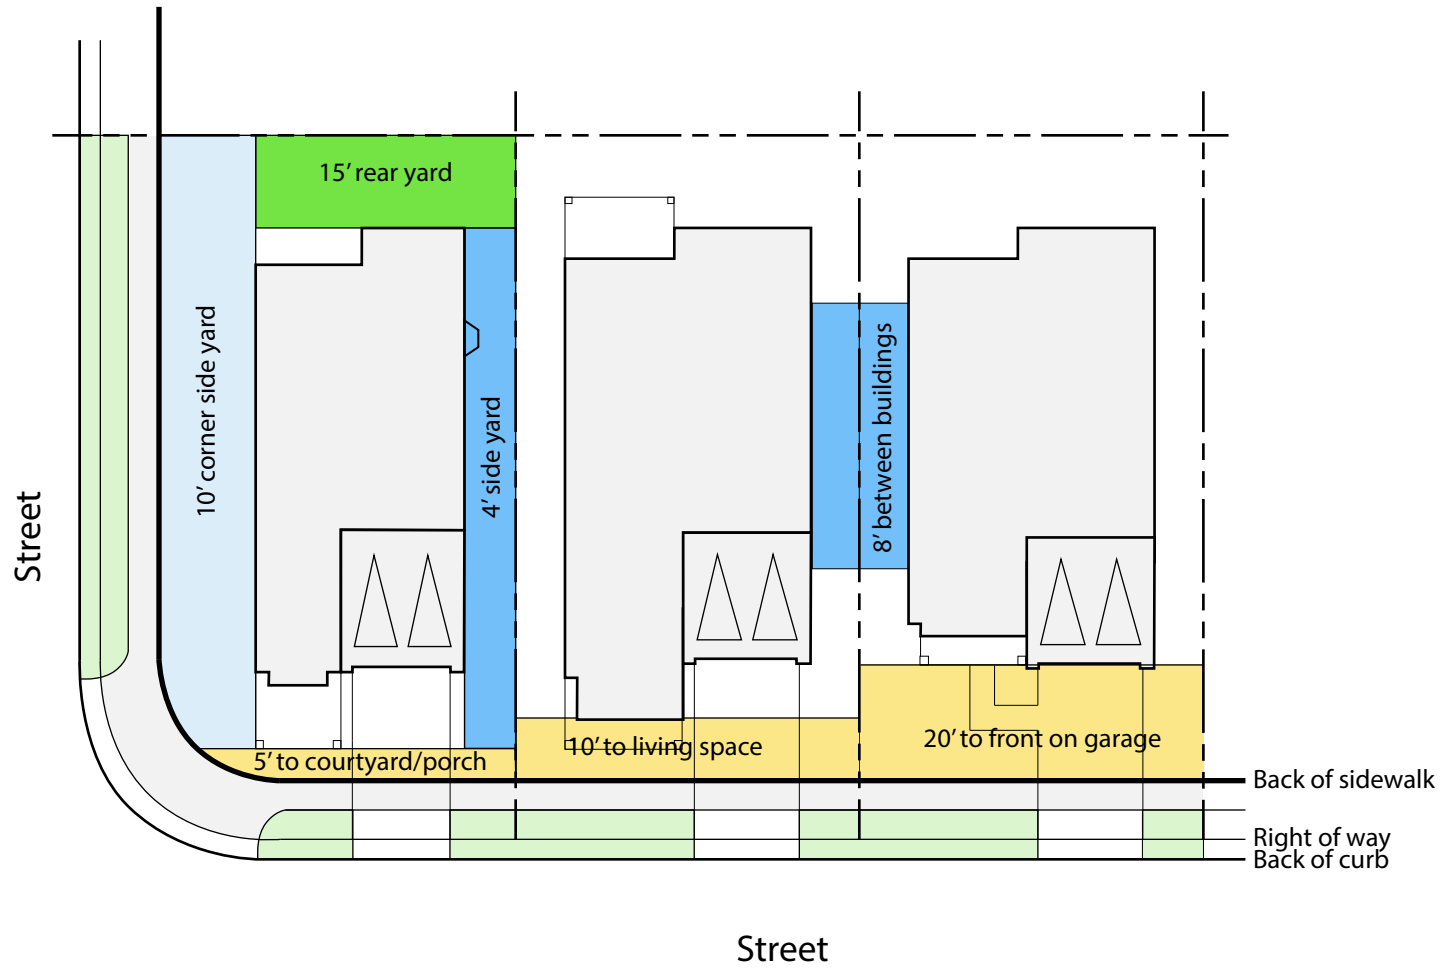 15’ rear yard
10’ corner side yard
4’ side yard
8’ between buildings
Street
5’ to courtyard/porch
10’ to living space
20’ to front on garage
Back of sidewalk
Right of way
Back of curb
Street